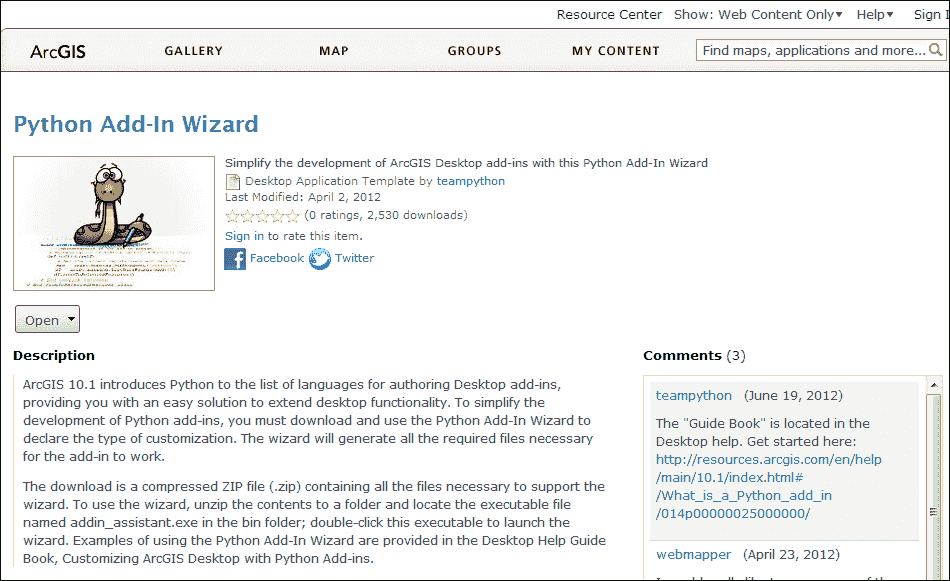 Resource Center Show: Web Content Only▾ Help▾ Sign I
ArcGIS GALLERY MAP GROUPS MY CONTENT Find maps, applications and more...
Python Add-In Wizard
Simplify the development of ArcGIS Desktop add-ins with this Python Add-In Wizard
Desktop Application Template by teampython
Last Modified: April 2, 2012
(0 ratings, 2,530 downloads)
Sign in to rate this item.
Facebook Twitter
Open
Description
ArcGIS 10.1 introduces Python to the list of languages for authoring Desktop add-ins,
providing you with an easy solution to extend desktop functionality. To simplify the
development of Python add-ins, you must download and use the Python Add-In Wizard to
declare the type of customization. The wizard will generate all the required files necessary
for the add-in to work.
The download is a compressed ZIP file (.zip) containing all the files necessary to support the
wizard. To use the wizard, unzip the contents to a folder and locate the executable file
named addin_assistant.exe in the bin folder; double-click this executable to launch the
wizard. Examples of using the Python Add-In Wizard are provided in the Desktop Help Guide
Book, Customizing ArcGIS Desktop with Python Add-ins.
Comments (3)
teampython (June 19, 2012)
The "Guide Book" is located in the
Desktop help. Get started here:
http://resources.arcgis.com/en/help
/main/10.1/index.html#
/What_is_a_Python_add_in
/014p00000025000000/
webmapper (April 23, 2012)